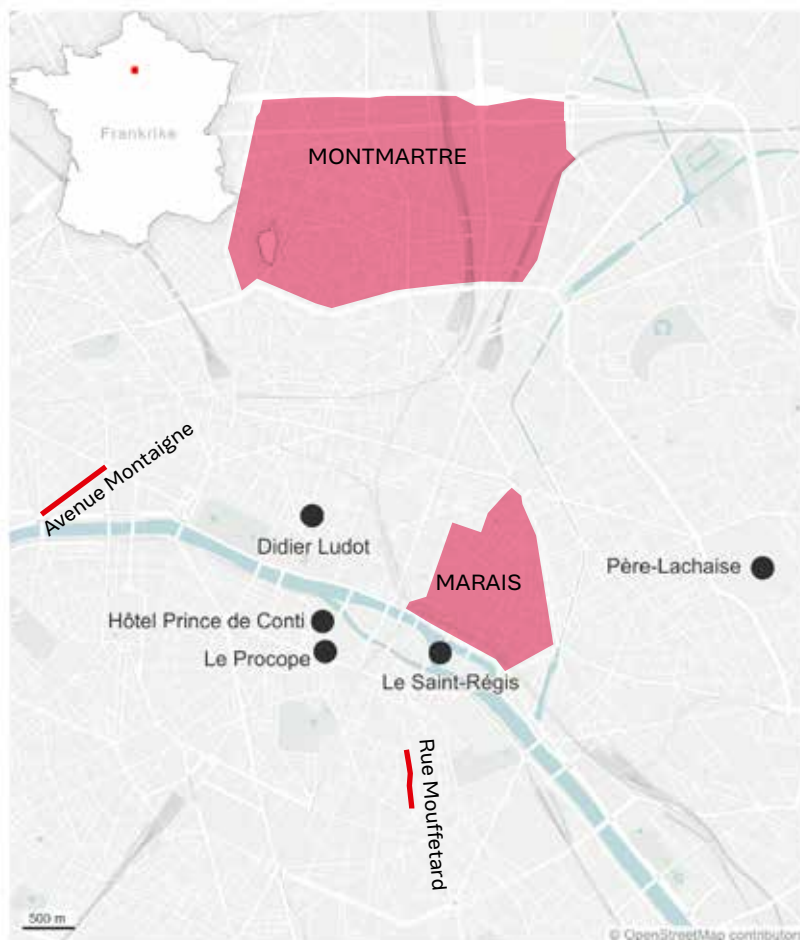 Frankrike
MONTMARTRE
Avenue Montaigne
Didier Ludot
Père-Lachaise
MARAIS
Hôtel Prince de Conti
Le Procope
Le Saint-Régis
Rue Mouffetard
500 m
© OpenStreetMap contributors